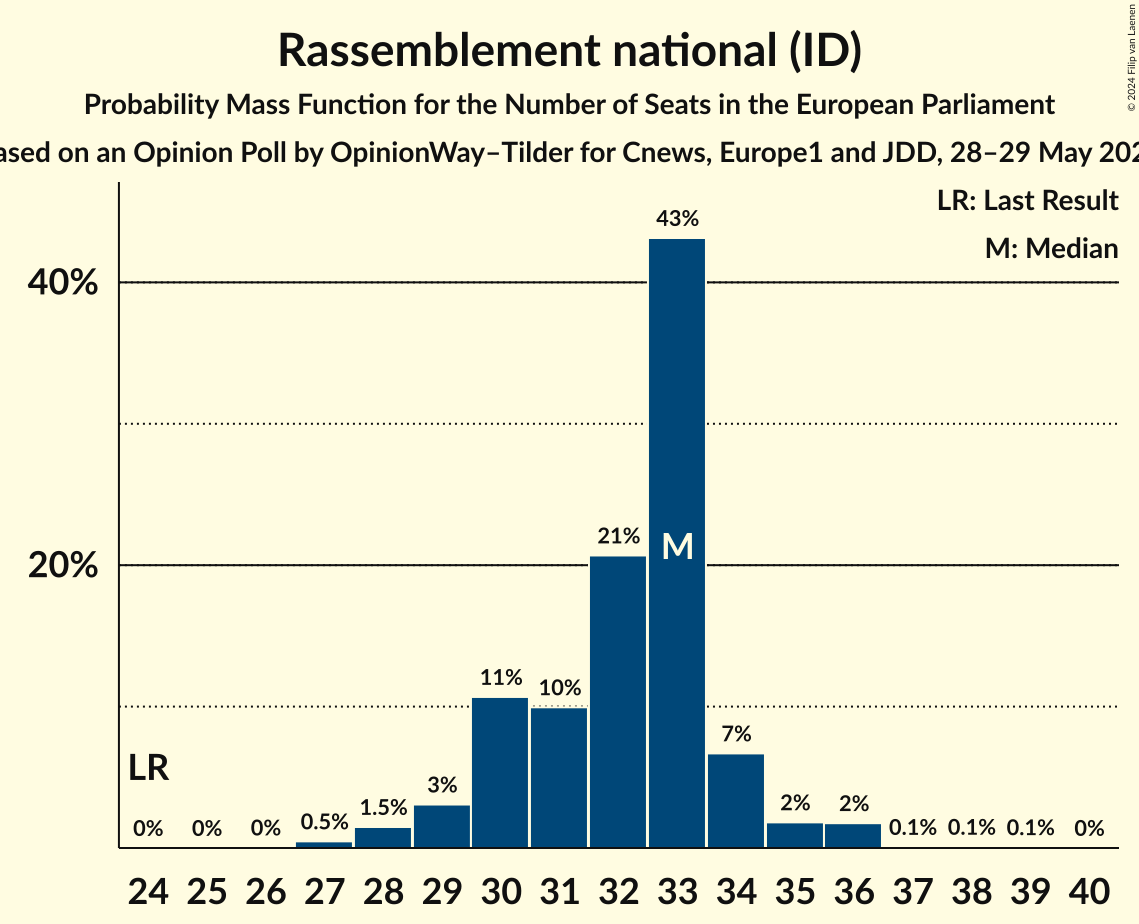 Rassemblement national (ID)
Probability Mass Function for the Number of Seats in the European Parliament
on an Opinion Poll by OpinionWay–Tilder for Cnews, Europe1 and JDD, 28–29 May
© 2024 Filip van Laenen
LR: Last Result
M: Median
40%
20%
43%
21%
M
11%
10%
7%
LR
3%
2%
2%
1.5%
0.5%
0%
0%
0%
0.1%
0.1%
0.1%
0%
24 25 26 27 28 29 30 31 32 33 34 35 36 37 38 39 40